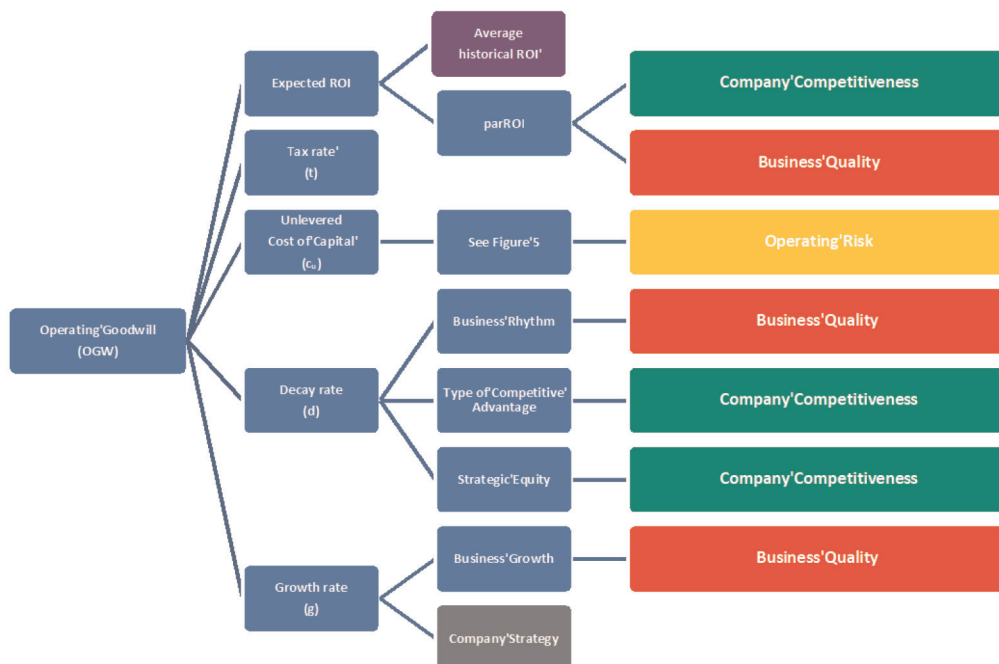 Average
historical ROI'
Expected ROI
Company'Competitiveness
parROI
Tax rate'
(t)
Business'Quality
Unlevered
Cost of'Capital'
(cᵤ)
See Figure'5
Operating'Risk
Operating'Goodwill
(OGW)
Business'Rhythm
Business'Quality
Decay rate
(d)
Type of'Competitive'
Advantage
Company'Competitiveness
Strategic'Equity
Company'Competitiveness
Business'Growth
Business'Quality
Growth rate
(g)
Company'Strategy